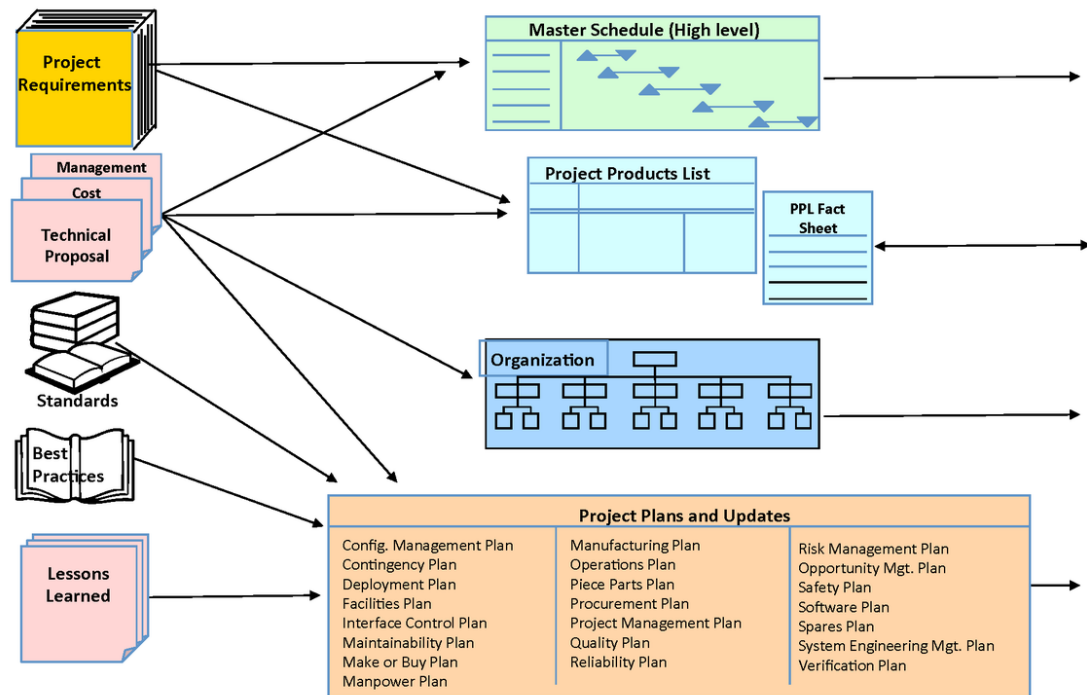 Project
Requirements
Management
Cost
Technical
Proposal
Standards
Best
Practices
Lessons
Learned
Master Schedule (High level)
Project Products List
PPL Fact
Sheet
Organization
Project Plans and Updates
Config. Management Plan
Contingency Plan
Deployment Plan
Facilities Plan
Interface Control Plan
Maintainability Plan
Make or Buy Plan
Manpower Plan
Manufacturing Plan
Operations Plan
Piece Parts Plan
Procurement Plan
Project Management Plan
Quality Plan
Reliability Plan
Risk Management Plan
Opportunity Mgt. Plan
Safety Plan
Software Plan
Spares Plan
System Engineering Mgt. Plan
Verification Plan